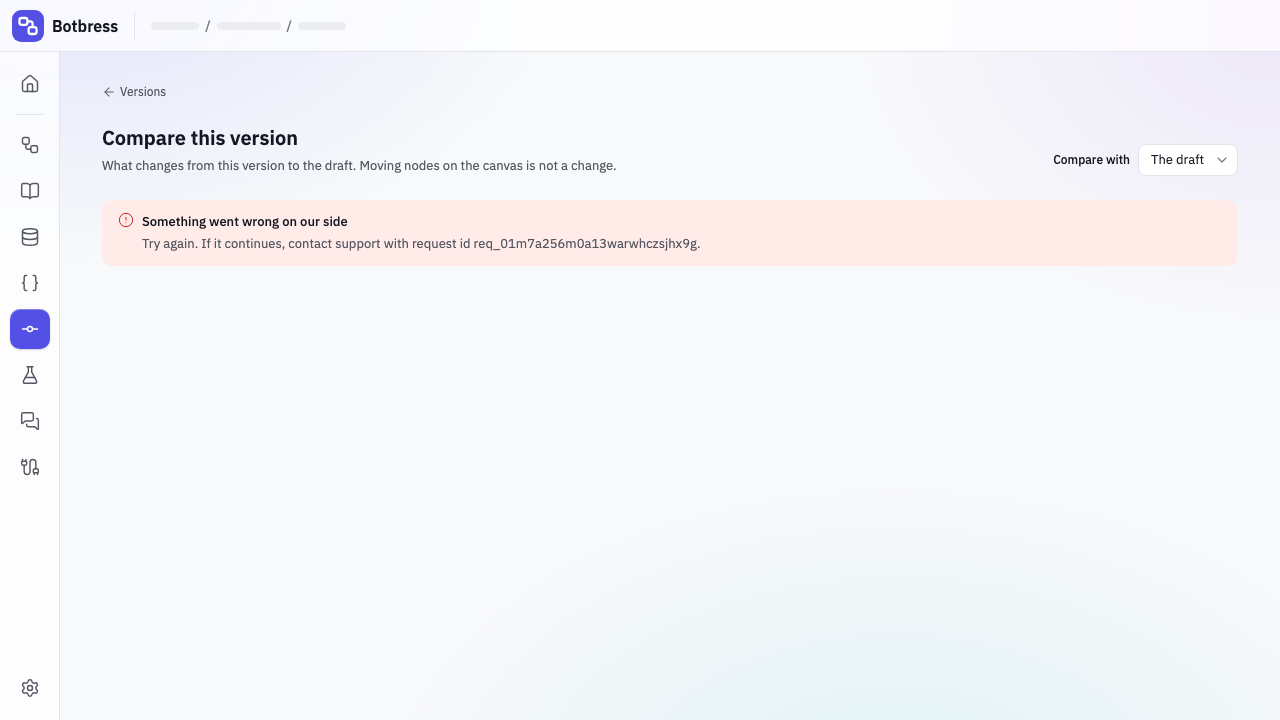 Botbress / /
Versions
Compare this version
What changes from this version to the draft. Moving nodes on the canvas is not a change.
Compare with The draft
Something went wrong on our side
Try again. If it continues, contact support with request id req_01m7a256m0a13warwhczsjhx9g.